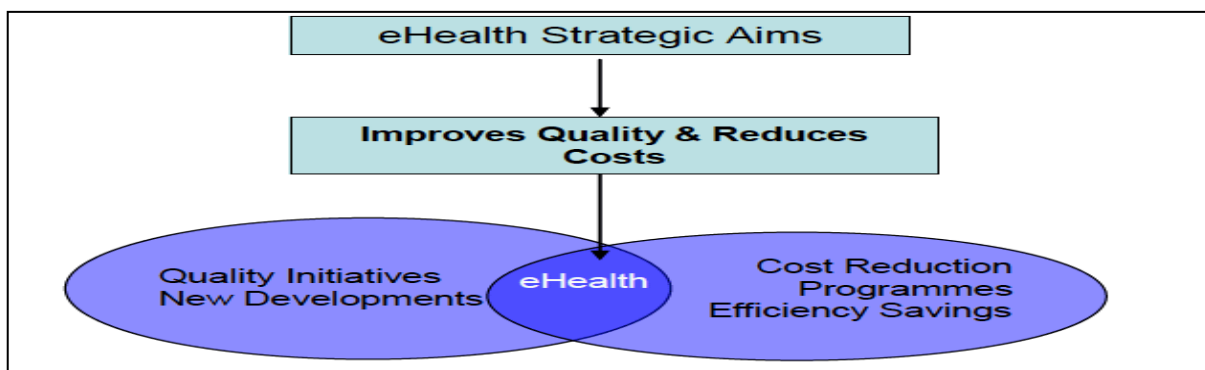 eHealth Strategic Aims
Improves Quality & Reduces
Costs
Quality Initiatives
New Developments
eHealth
Cost Reduction
Programmes
Efficiency Savings